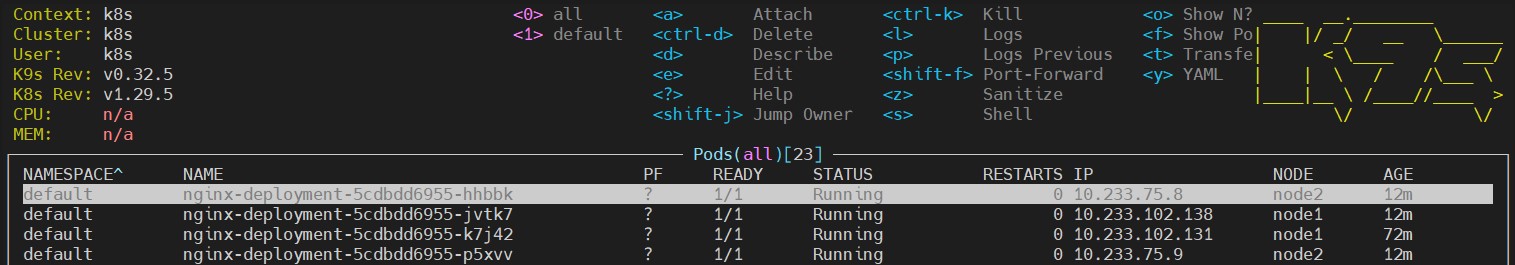 Context: k8s <0> all <a> Attach <ctrl-k> Kill <o> Show N?
Cluster: k8s <1> default <ctrl-d> Delete <l> Logs <f> Show Po
User: k8s <d> Describe <p> Logs Previous <t> Transfe
K9s Rev: v0.32.5 <e> Edit <shift-f> Port-Forward <y> YAML
K8s Rev: v1.29.5 <?> Help <z> Sanitize
CPU: n/a <shift-j> Jump Owner <s> Shell
MEM: n/a
Pods(all)[23]
NAMESPACE^ NAME PF READY STATUS RESTARTS IP NODE AGE
default nginx-deployment-5cdbdd6955-hhbbk ? 1/1 Running 0 10.233.75.8 node2 12m
default nginx-deployment-5cdbdd6955-jvtk7 ? 1/1 Running 0 10.233.102.138 node1 12m
default nginx-deployment-5cdbdd6955-k7j42 ? 1/1 Running 0 10.233.102.131 node1 72m
default nginx-deployment-5cdbdd6955-p5xvv ? 1/1 Running 0 10.233.75.9 node2 12m